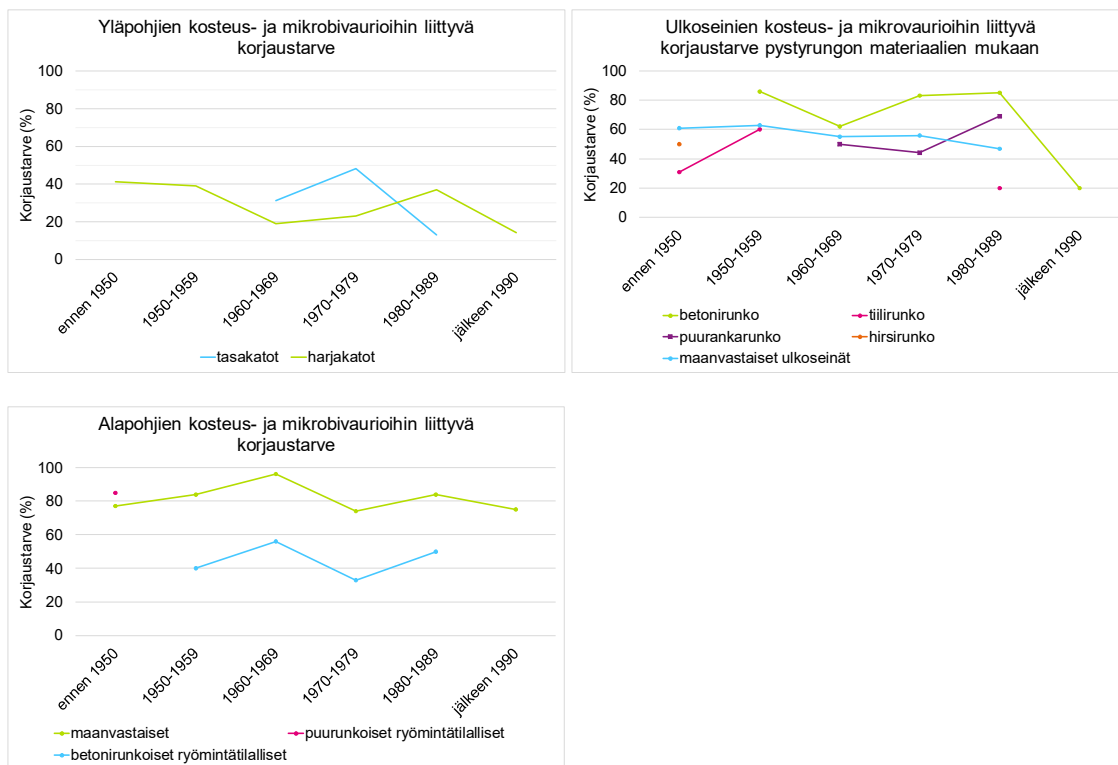 Yläpohjien kosteus- ja mikrobivaurioihin liittyvä
korjaustarve
Korjaustarve (%)
100
80
60
40
20
0
ennen 1950
1950-1959
1960-1969
1970-1979
1980-1989
jälkeen 1990
tasakatot
harjakatot
Ulkoseinien kosteus- ja mikrovaurioihin liittyvä
korjaustarve pystyrungon materiaalien mukaan
Korjaustarve (%)
100
80
60
40
20
0
ennen 1950
1950-1959
1960-1969
1970-1979
1980-1989
jälkeen 1990
betonirunko
tiilirunko
puurankarunko
hirsirunko
maanvastaiset ulkoseinät
Alapohjien kosteus- ja mikrobivaurioihin liittyvä
korjaustarve
Korjaustarve (%)
100
80
60
40
20
0
ennen 1950
1950-1959
1960-1969
1970-1979
1980-1989
jälkeen 1990
maanvastaiset
puurunkoiset ryömintätilalliset
betonirunkoiset ryömintätilalliset